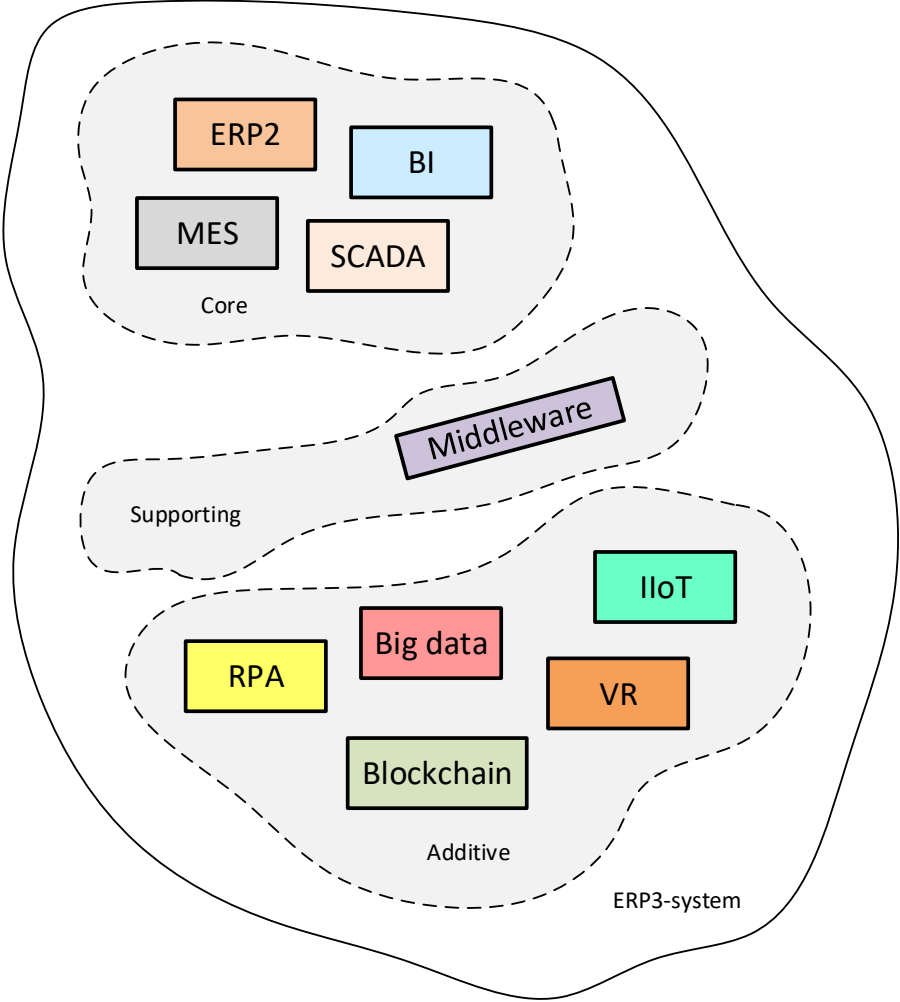 ERP2
BI
MES
SCADA
Core
Middleware
Supporting
IIoT
Big data
RPA
VR
Blockchain
Additive
ERP3-system